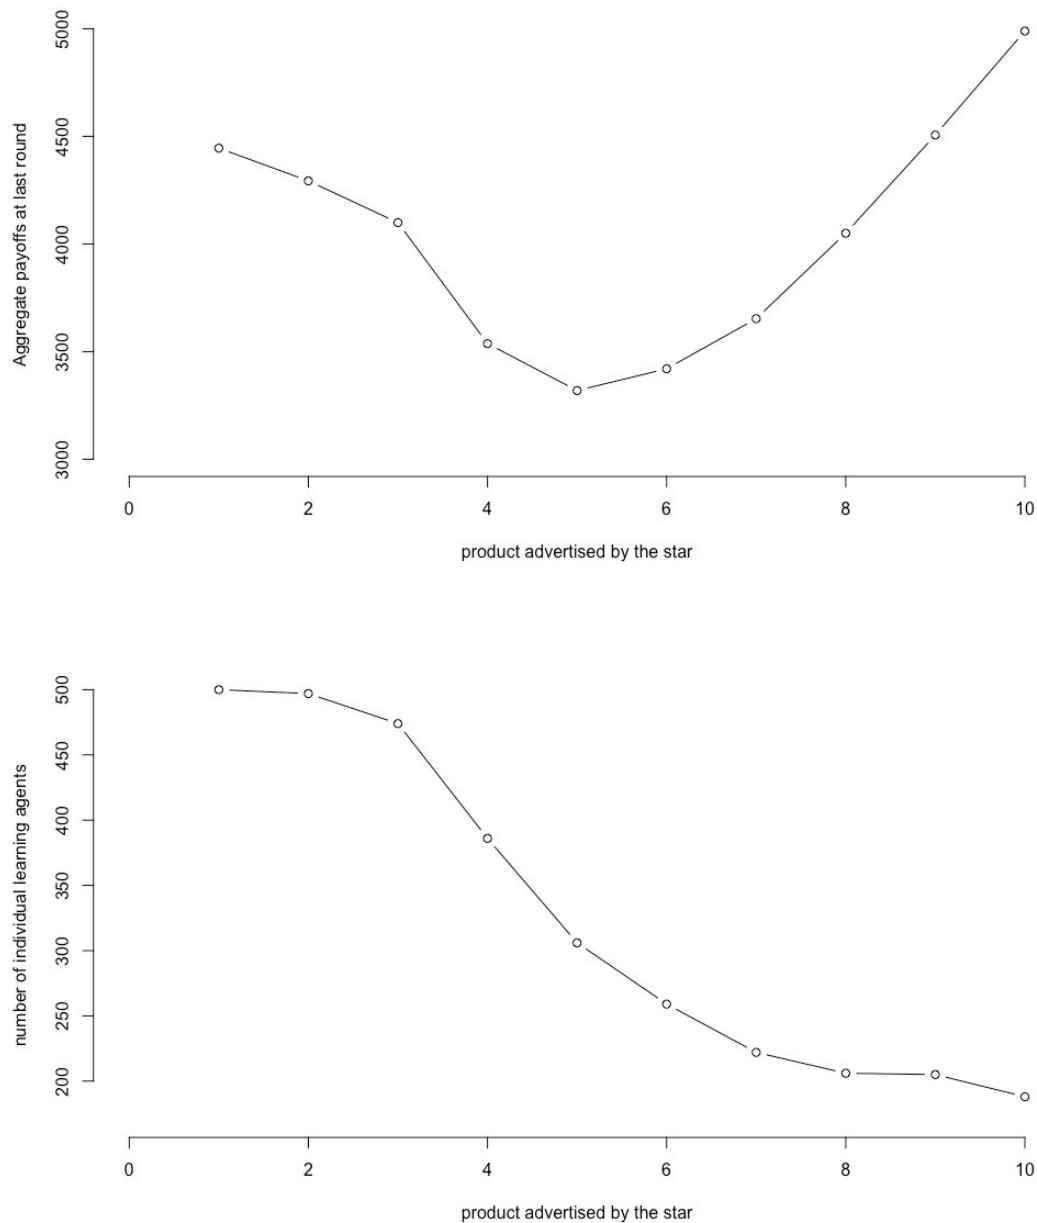 Aggregate payoffs at last round
5000
4500
4000
3500
3000
0 2 4 6 8 10
product advertised by the star
number of individual learning agents
500
450
400
350
300
250
200
0 2 4 6 8 10
product advertised by the star